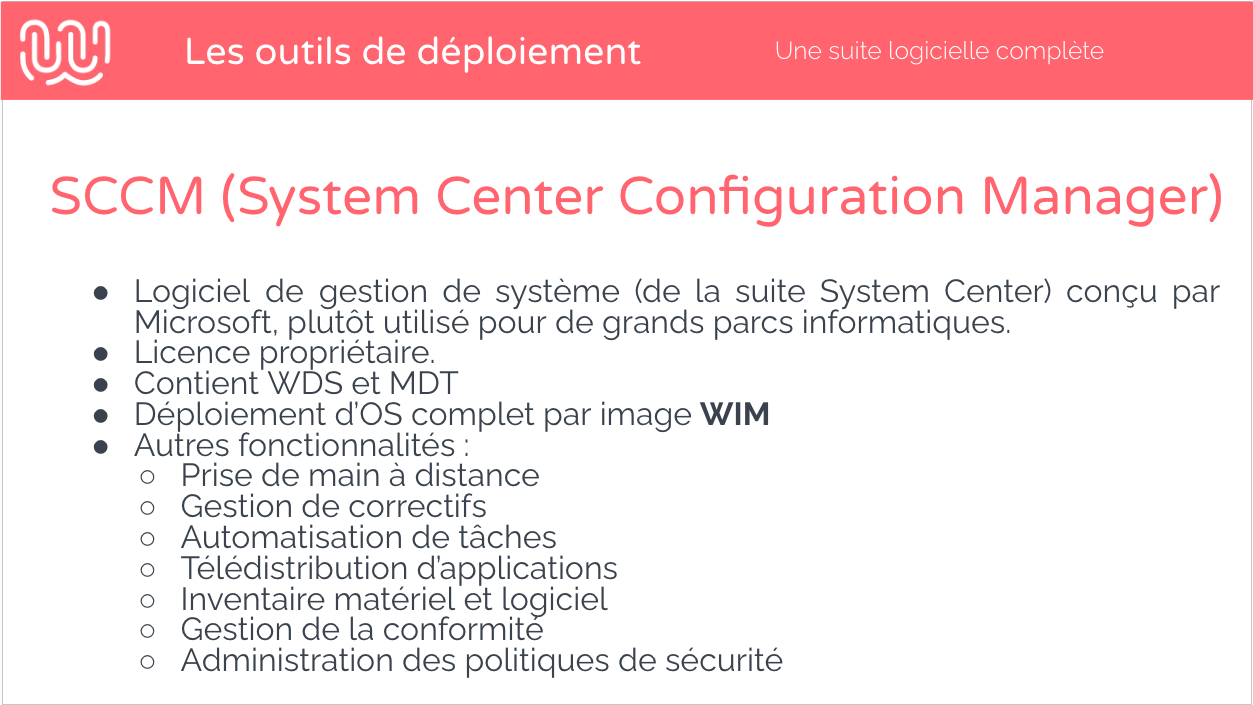 Les outils de déploiement
Une suite logicielle complète
SCCM (System Center Configuration Manager)
● Logiciel de gestion de système (de la suite System Center) conçu par
Microsoft, plutôt utilisé pour de grands parcs informatiques.
● Licence propriétaire.
● Contient WDS et MDT
● Déploiement d’OS complet par image WIM
● Autres fonctionnalités :
○ Prise de main à distance
○ Gestion de correctifs
○ Automatisation de tâches
○ Télédistribution d’applications
○ Inventaire matériel et logiciel
○ Gestion de la conformité
○ Administration des politiques de sécurité